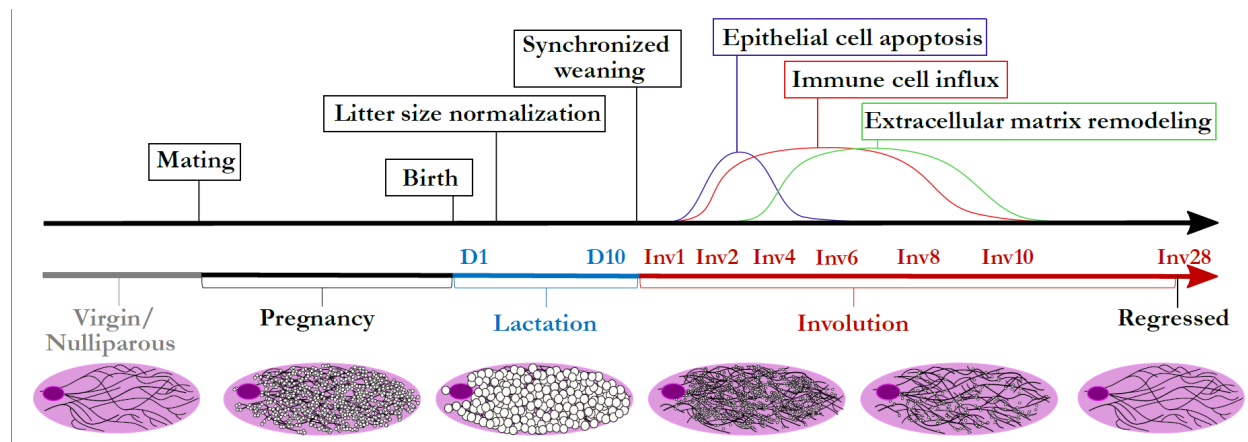 Synchronized
weaning
Epithelial cell apoptosis
Immune cell influx
Litter size normalization
Extracellular matrix remodeling
Mating
Birth
D1 D10 Inv1 Inv2 Inv4 Inv6 Inv8 Inv10 Inv28
Virgin/
Nulliparous
Pregnancy
Lactation
Involution
Regressed